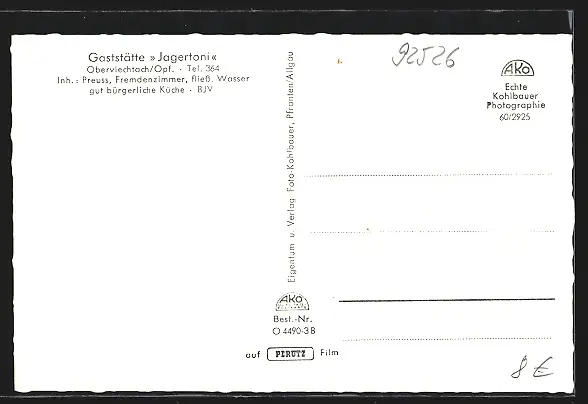 Gaststätte »Jagertoni«
Oberviechtach/Opf. · Tel. 364
Inh.: Preuss, Fremdenzimmer, fließ. Wasser
gut bürgerliche Küche · BJV
Eigentum u. Verlag Foto-Kohlbauer, Pfronten/Allgäu
AKO
Best.-Nr.
O 4490-3B
auf PERUTZ Film
92526
AKO
Echte
Kohlbauer
Photographie
60/2925
8 €